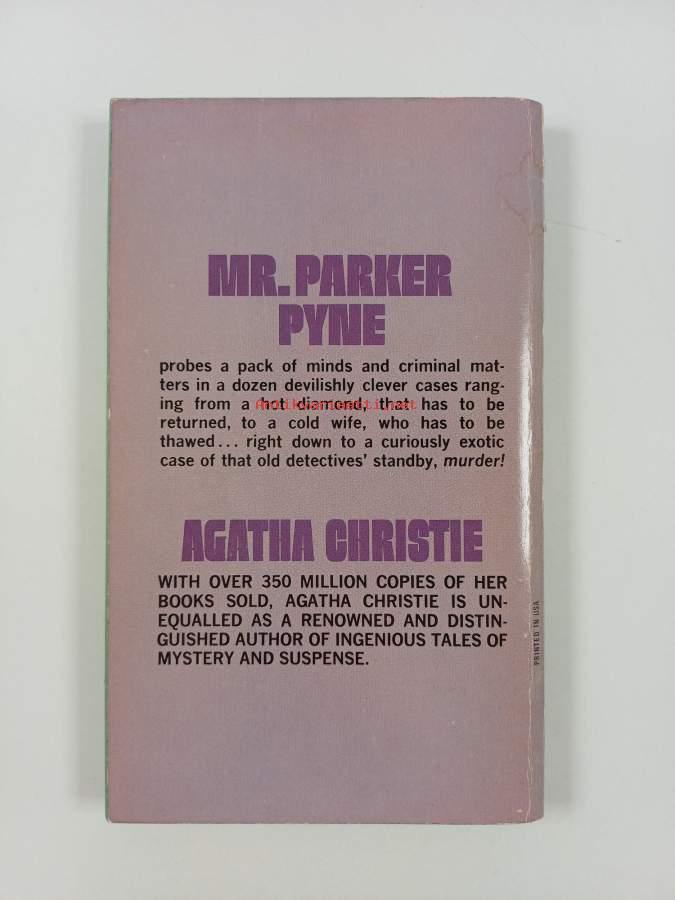 MR. PARKER
PYNE
probes a pack of minds and criminal mat-
ters in a dozen devilishly clever cases rang-
ing from a hot diamond, that has to be
Antikvariaatti.net
returned, to a cold wife, who has to be
thawed... right down to a curiously exotic
case of that old detectives' standby, murder!
AGATHA CHRISTIE
WITH OVER 350 MILLION COPIES OF HER
BOOKS SOLD, AGATHA CHRISTIE IS UN-
EQUALLED AS A RENOWNED AND DISTIN-
GUISHED AUTHOR OF INGENIOUS TALES OF
MYSTERY AND SUSPENSE.
PRINTED IN USA